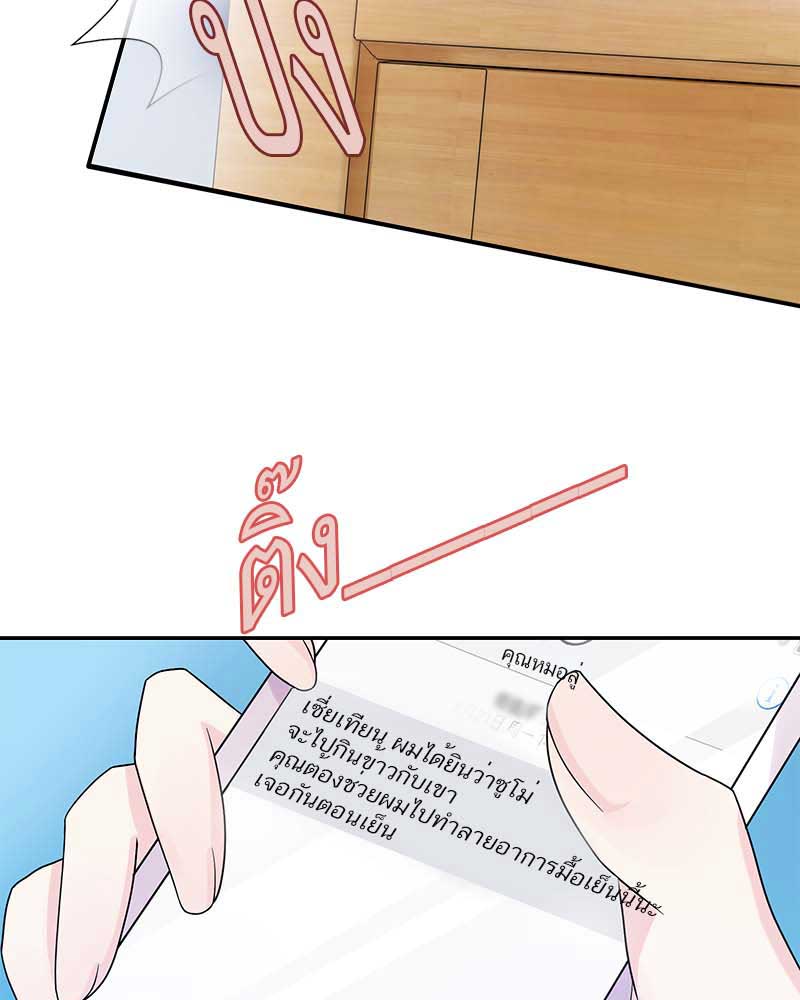 ปัง
ติ๊ง
คุณหมอลู่
เซี่ยเทียน ผมได้ยินว่าซูโม่
จะไปกินข้าวกับเขา
คุณต้องช่วยผมไปทำลายอาการมื้อเย็นนี้นะ
เจอกันตอนเย็น